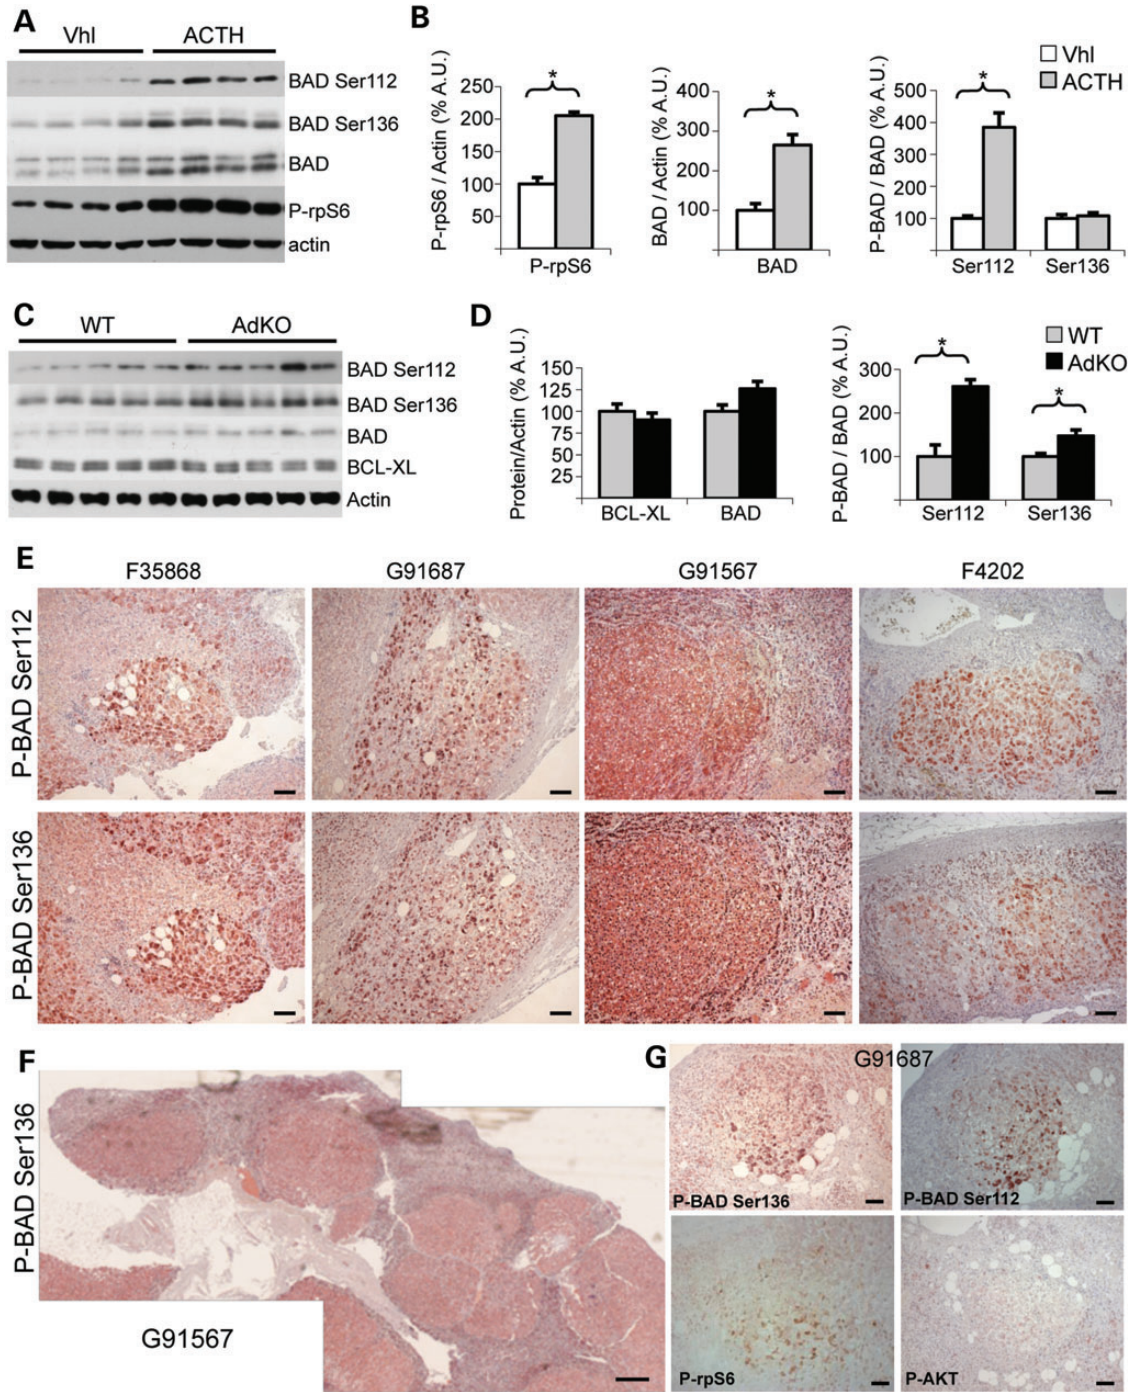 A
Vhl ACTH
BAD Ser112
BAD Ser136
BAD
P-rpS6
actin
B
P-rpS6 / Actin (% A.U.)
250
200
150
100
50
*
P-rpS6
BAD / Actin (% A.U.)
400
300
200
100
*
BAD
P-BAD / BAD (% A.U.)
500
400
300
200
100
*
Ser112 Ser136
Vhl
ACTH
C
WT AdKO
BAD Ser112
BAD Ser136
BAD
BCL-XL
Actin
D
Protein/Actin (% A.U.)
150
125
100
75
50
25
BCL-XL BAD
P-BAD / BAD (% A.U.)
300
200
100
*
*
Ser112 Ser136
WT
AdKO
E
F35868 G91687 G91567 F4202
P-BAD Ser112
P-BAD Ser136
F
P-BAD Ser136
G91567
G
G91687
P-BAD Ser136
P-BAD Ser112
P-rpS6
P-AKT